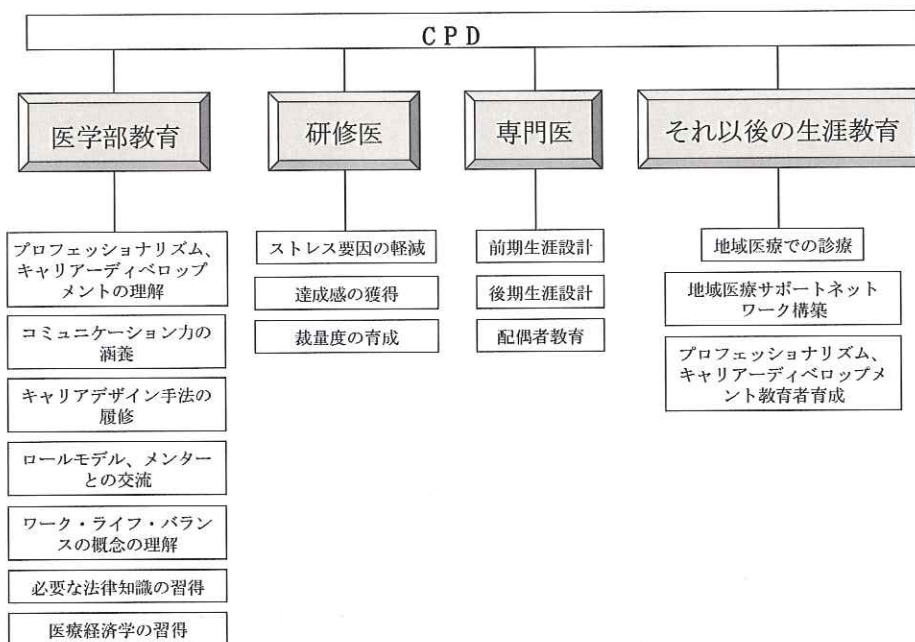 CPD
医学部教育
研修医
専門医
それ以後の生涯教育
プロフェッショナリズム、
キャリアーディベロップ
メントの理解
コミュニケーション力の
涵養
キャリアデザイン手法の
履修
ロールモデル、メンター
との交流
ワーク・ライフ・バラン
スの概念の理解
必要な法律知識の習得
医療経済学の習得
ストレス要因の軽減
達成感の獲得
裁量度の育成
前期生涯設計
後期生涯設計
配偶者教育
地域医療での診療
地域医療サポートネット
ワーク構築
プロフェッショナリズム、
キャリアーディベロップメ
ント教育者育成